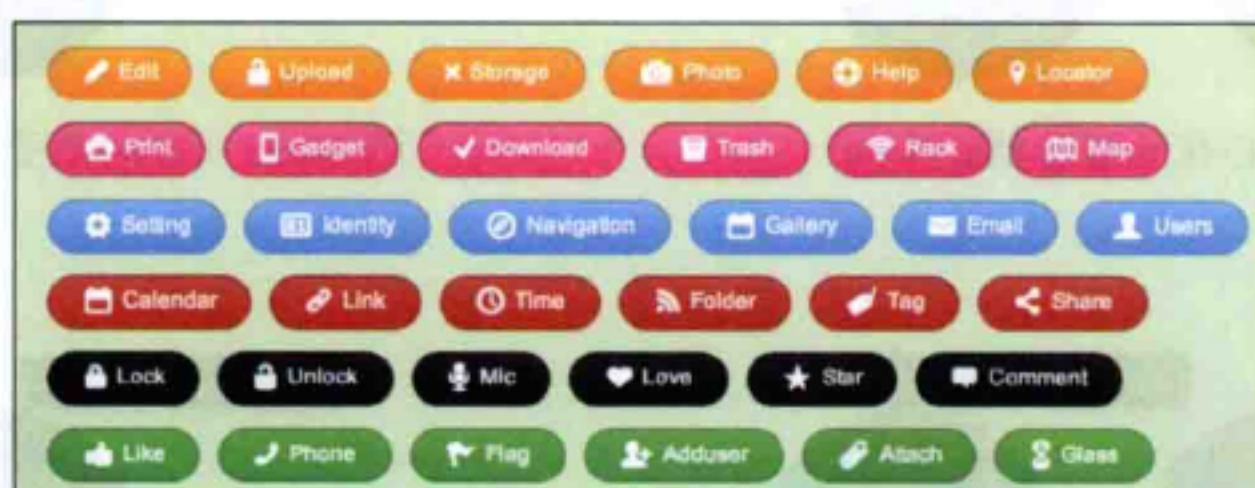 Edit Upload Storage Photo Help Locator
Print Gadget Download Trash Rack Map
Setting Identity Navigation Gallery Email Users
Calendar Link Time Folder Tag Share
Lock Unlock Mic Love Star Comment
Like Phone Flag Adduser Attach Glass